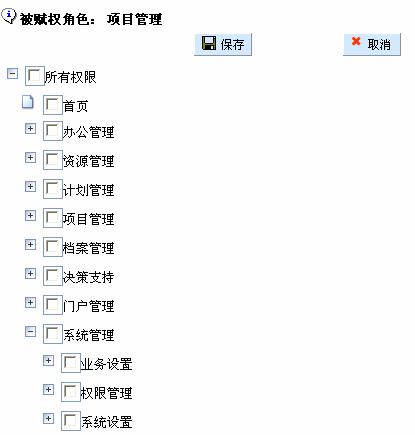 被赋权角色： 项目管理
保存 取消
所有权限
首页
办公管理
资源管理
计划管理
项目管理
档案管理
决策支持
门户管理
系统管理
业务设置
权限管理
系统设置